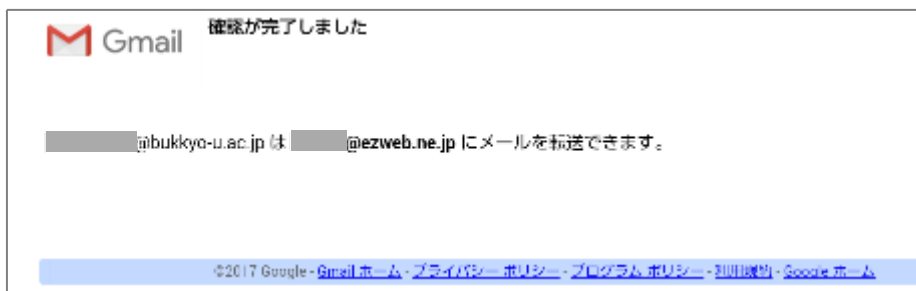 Gmail
確認が完了しました
@bukkyo-u.ac.jp は @ezweb.ne.jp にメールを転送できます。
©2017 Google - Gmail ホーム - プライバシー ポリシー - プログラム ポリシー - 利用規約 - Google ホーム